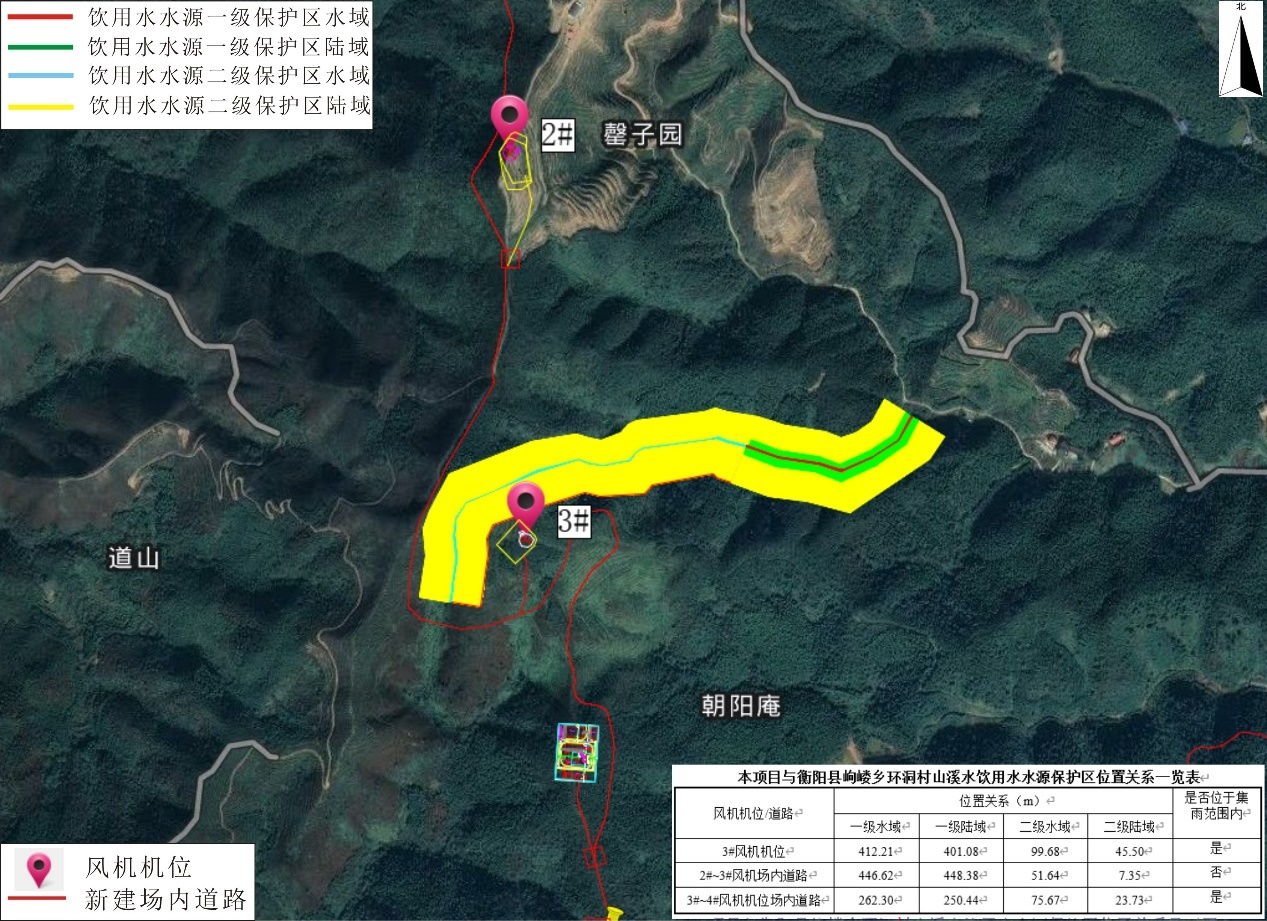 饮用水水源一级保护区水域
饮用水水源一级保护区陆域
饮用水水源二级保护区水域
饮用水水源二级保护区陆域
北
2#
罄子园
3#
道山
朝阳庵
风机机位
新建场内道路
本项目与衡阳县岣嵝乡环洞村山溪水饮用水水源保护区位置关系一览表
风机机位/道路 位置关系（m） 是否位于集
雨范围内
一级水域 一级陆域 二级水域 二级陆域
3#风机机位 412.21 401.08 99.68 45.50 是
2#~3#风机场内道路 446.62 448.38 51.64 7.35 否
3#~4#风机机位场内道路 262.30 250.44 75.67 23.73 是